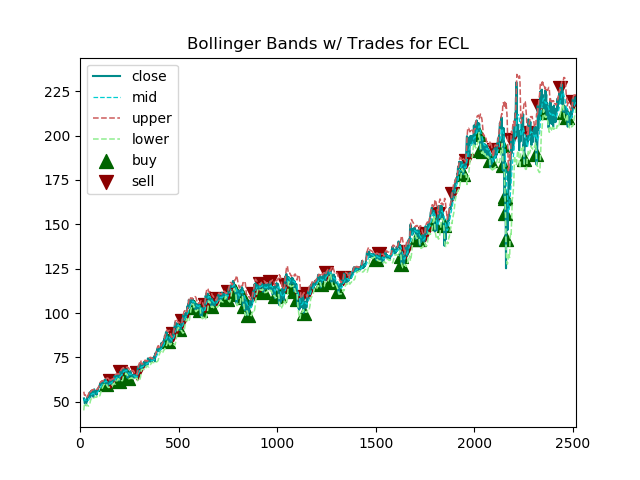 Bollinger Bands w/ Trades for ECL
close
mid
upper
lower
buy
sell
225
200
175
150
125
100
75
50
0 500 1000 1500 2000 2500